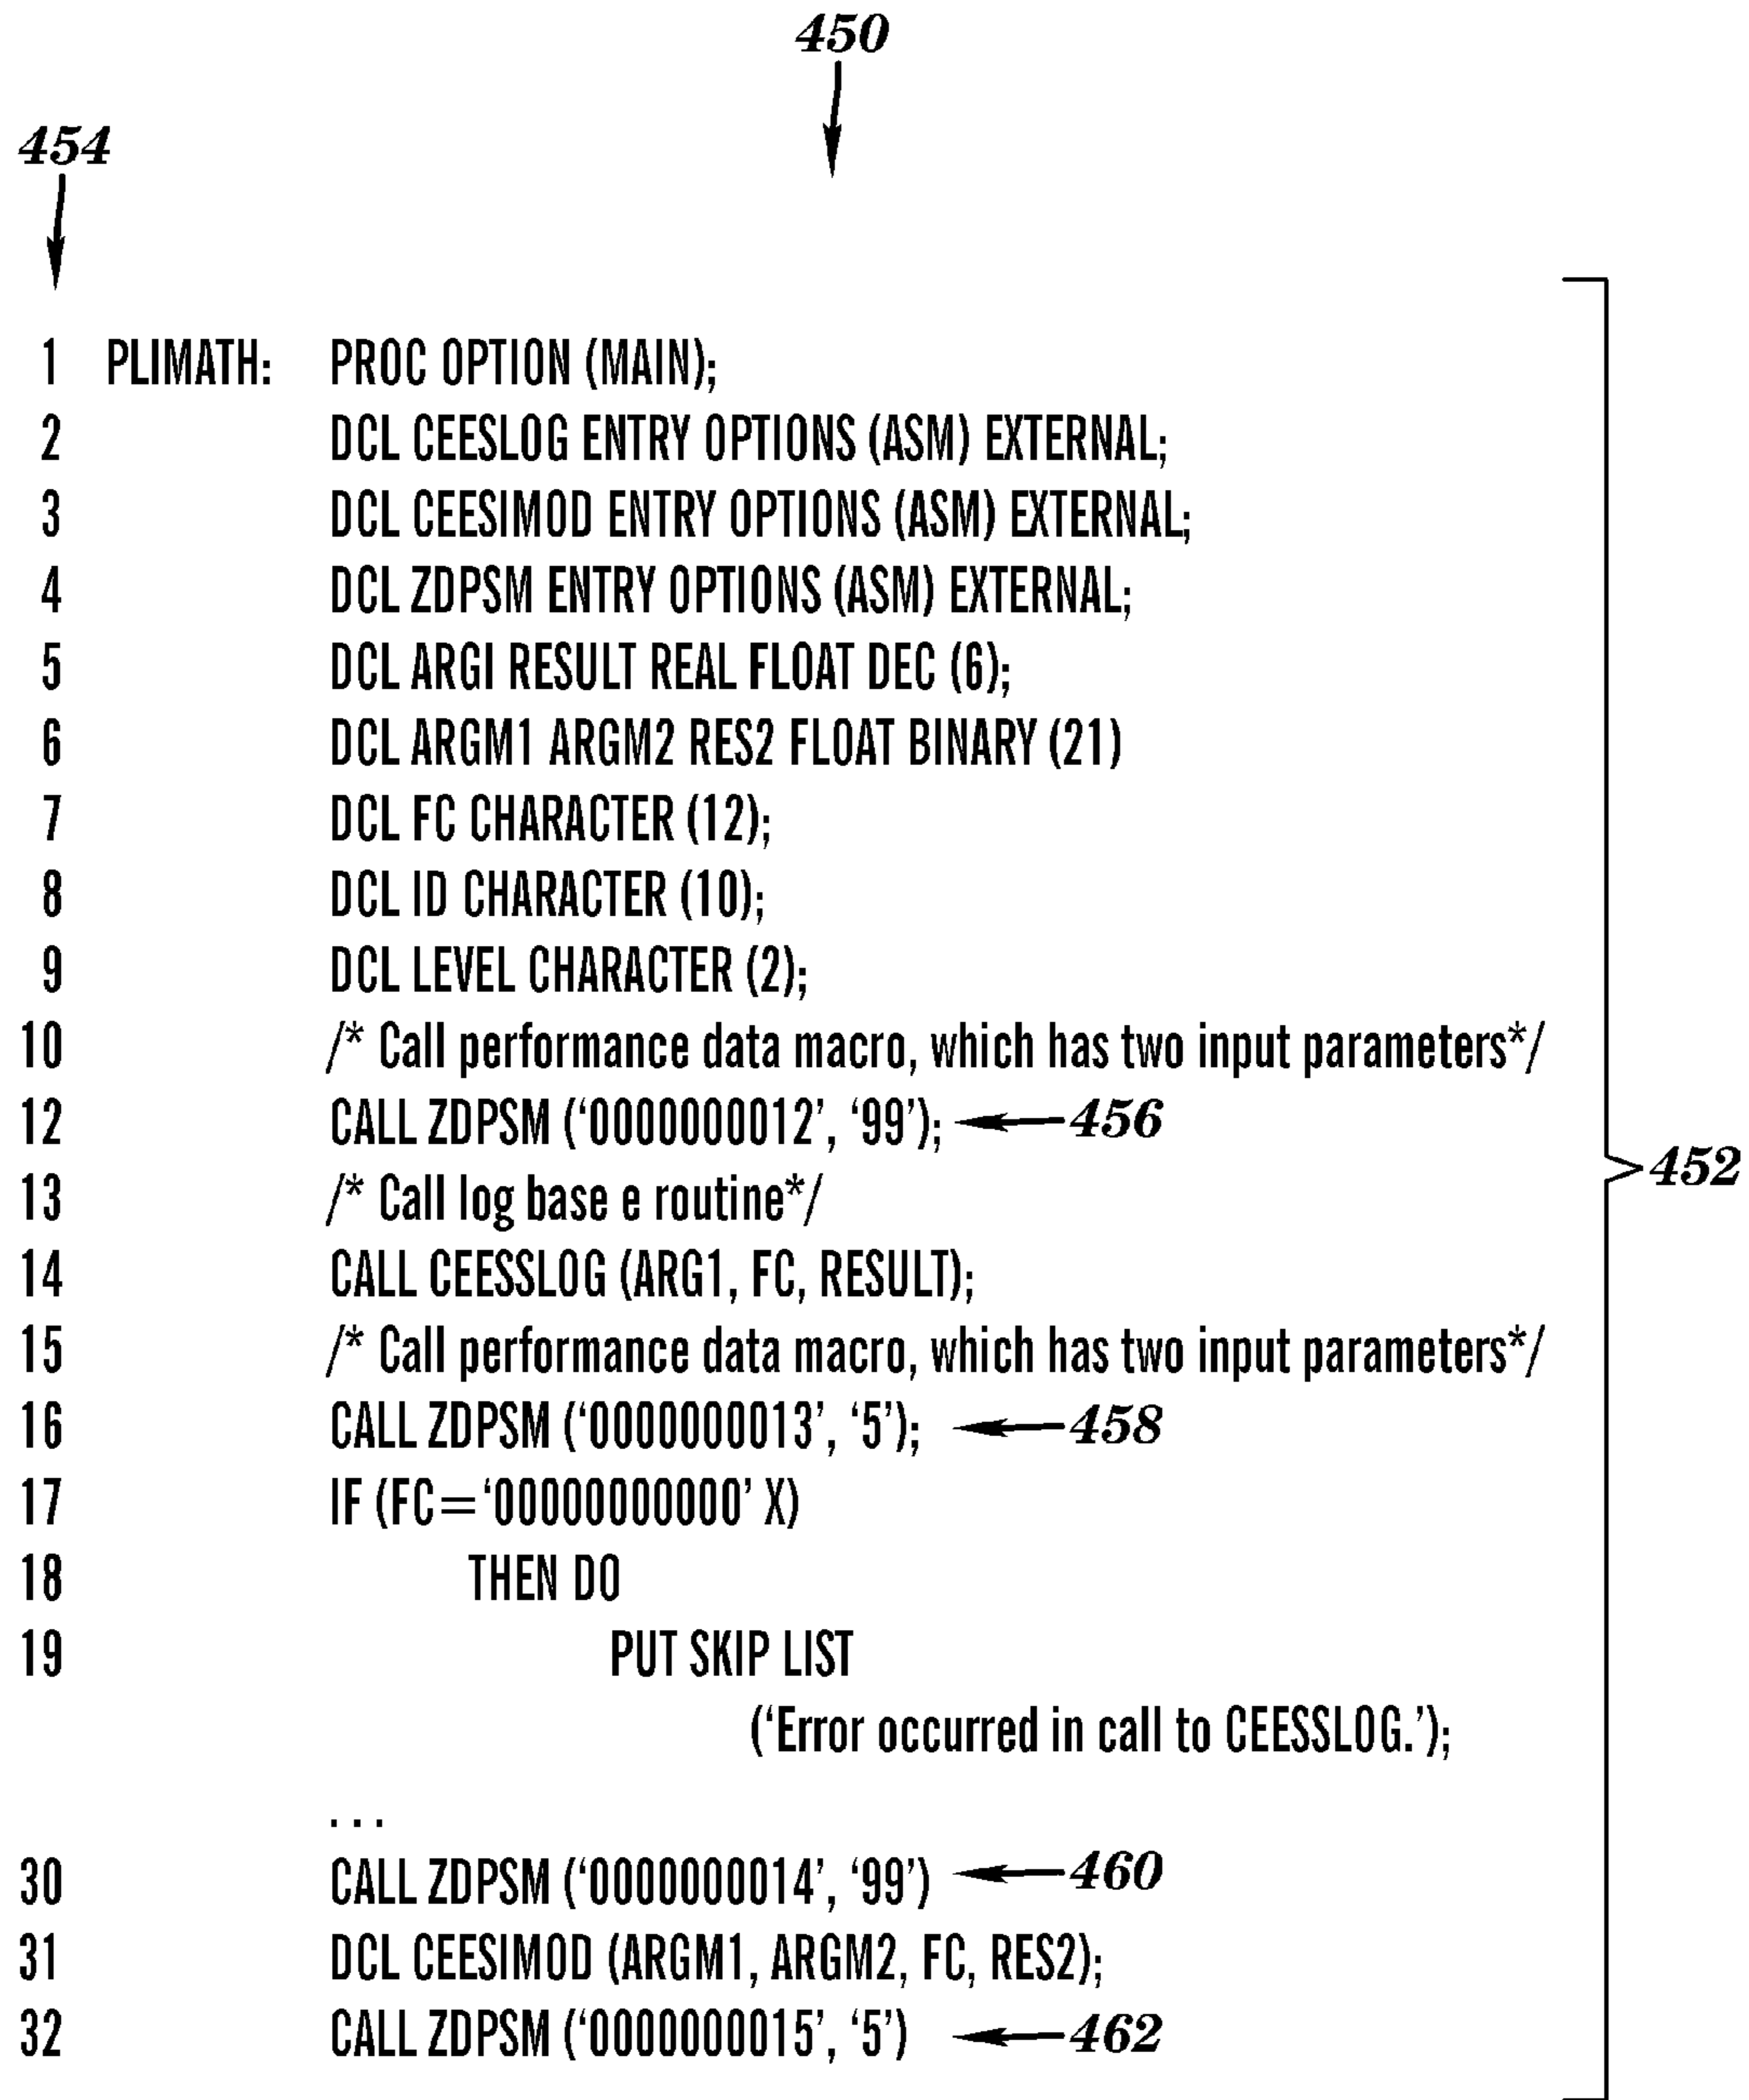 450
454
1 PLIMATH: PROC OPTION (MAIN);
2 DCL CEESLOG ENTRY OPTIONS (ASM) EXTERNAL;
3 DCL CEESIMOD ENTRY OPTIONS (ASM) EXTERNAL;
4 DCL ZDPSM ENTRY OPTIONS (ASM) EXTERNAL;
5 DCL ARGI RESULT REAL FLOAT DEC (6);
6 DCL ARGM1 ARGM2 RES2 FLOAT BINARY (21)
7 DCL FC CHARACTER (12);
8 DCL ID CHARACTER (10);
9 DCL LEVEL CHARACTER (2);
10 /* Call performance data macro, which has two input parameters*/
12 CALL ZDPSM (‘0000000012’, ‘99’); 456
13 /* Call log base e routine*/
452
14 CALL CEESSLOG (ARG1, FC, RESULT);
15 /* Call performance data macro, which has two input parameters*/
16 CALL ZDPSM (‘0000000013’, ‘5’); 458
17 IF (FC=‘00000000000’ X)
18 THEN DO
19 PUT SKIP LIST
(‘Error occurred in call to CEESSLOG.’);
. . .
30 CALL ZDPSM (‘0000000014’, ‘99’) 460
31 DCL CEESIMOD (ARGM1, ARGM2, FC, RES2);
32 CALL ZDPSM (‘0000000015’, ‘5’) 462